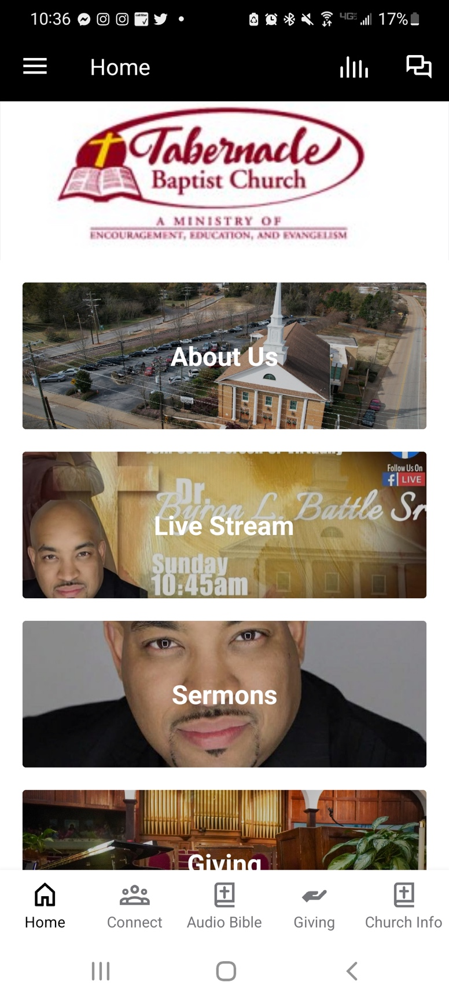 10:36
4G
17%
Home
Tabernacle
Baptist Church
A MINISTRY OF
ENCOURAGEMENT, EDUCATION, AND EVANGELISM
About Us
Follow Us On
LIVE
Dr.
Byron L. Battle Sr
Live Stream
Sunday
10:45am
Sermons
Giving
Home
Connect
Audio Bible
Giving
Church Info